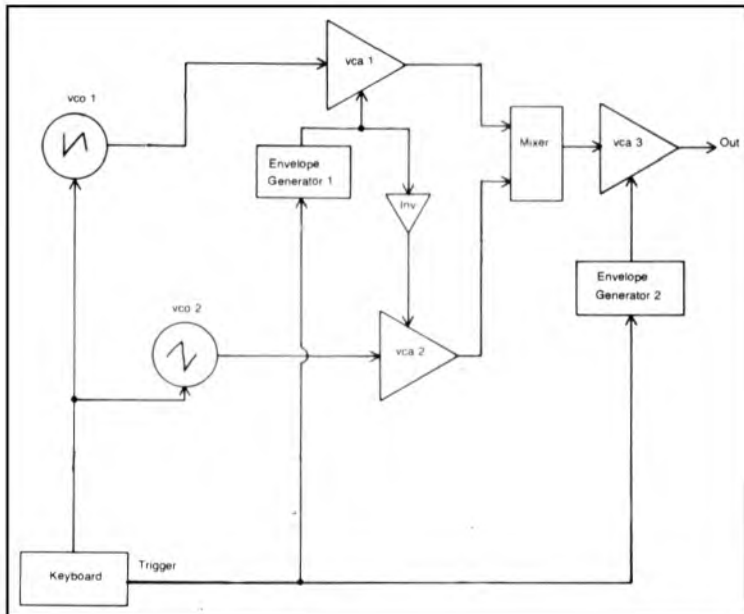 vca 1
vco 1
Mixer
vca 3
Out
Envelope
Generator 1
Inv
Envelope
Generator 2
vco 2
vca 2
Trigger
Keyboard